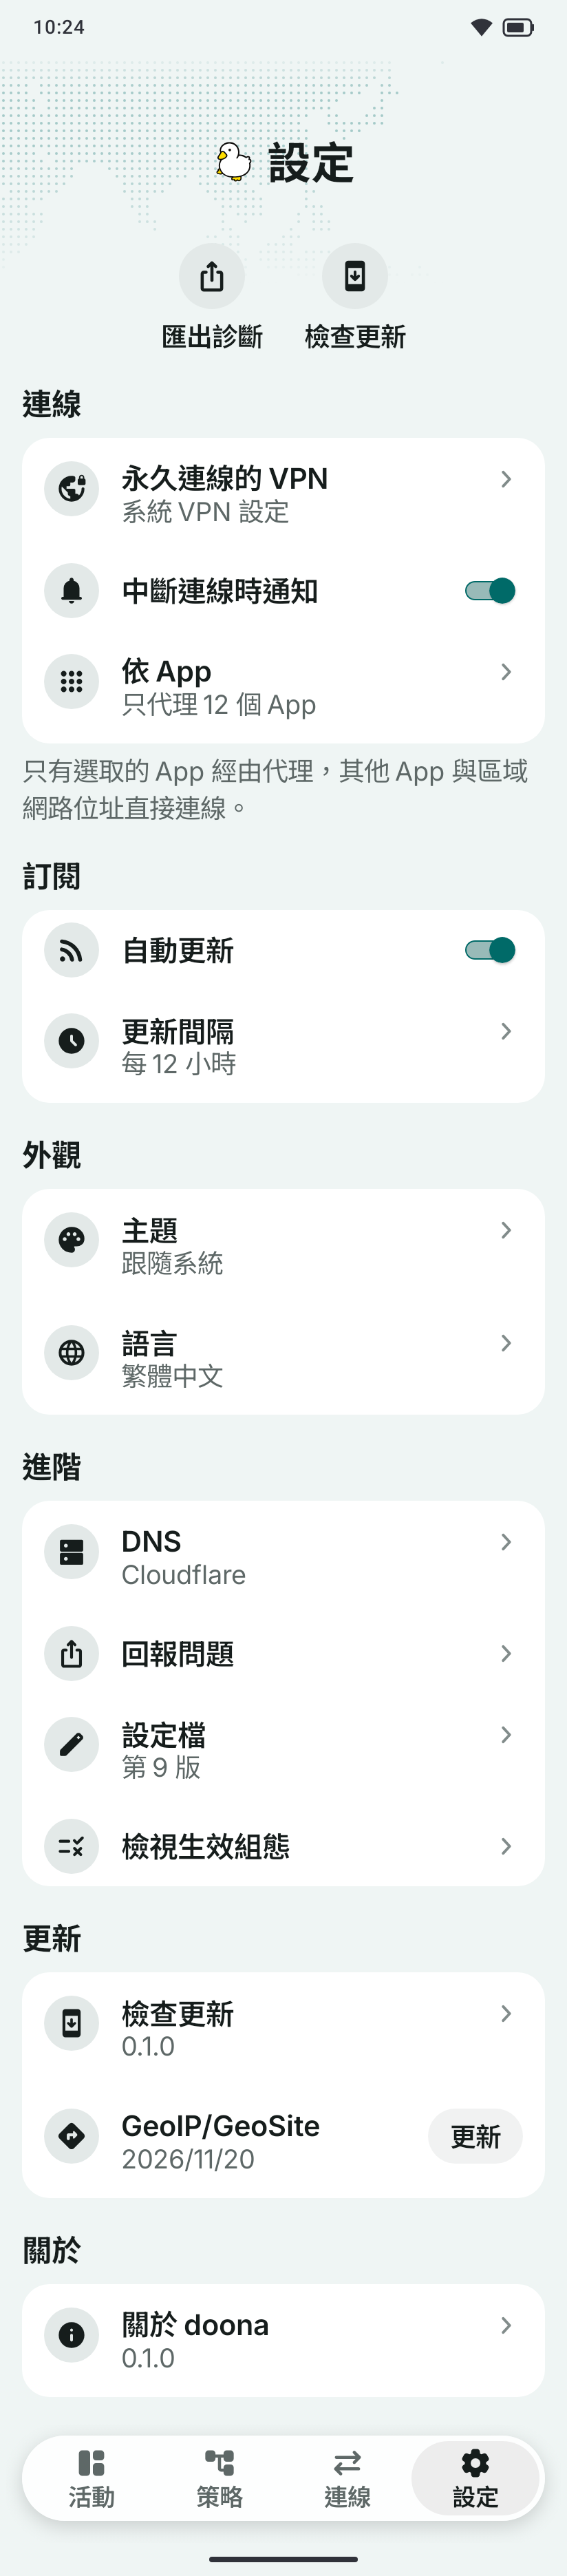 10:24
設定
匯出診斷
檢查更新
連線
永久連線的 VPN
系統 VPN 設定
中斷連線時通知
依 App
只代理 12 個 App
只有選取的 App 經由代理，其他 App 與區域
網路位址直接連線。
訂閱
自動更新
更新間隔
每 12 小時
外觀
主題
跟隨系統
語言
繁體中文
進階
DNS
Cloudflare
回報問題
設定檔
第 9 版
檢視生效組態
更新
檢查更新
0.1.0
GeoIP/GeoSite
2026/11/20
更新
關於
關於 doona
0.1.0
活動
策略
連線
設定